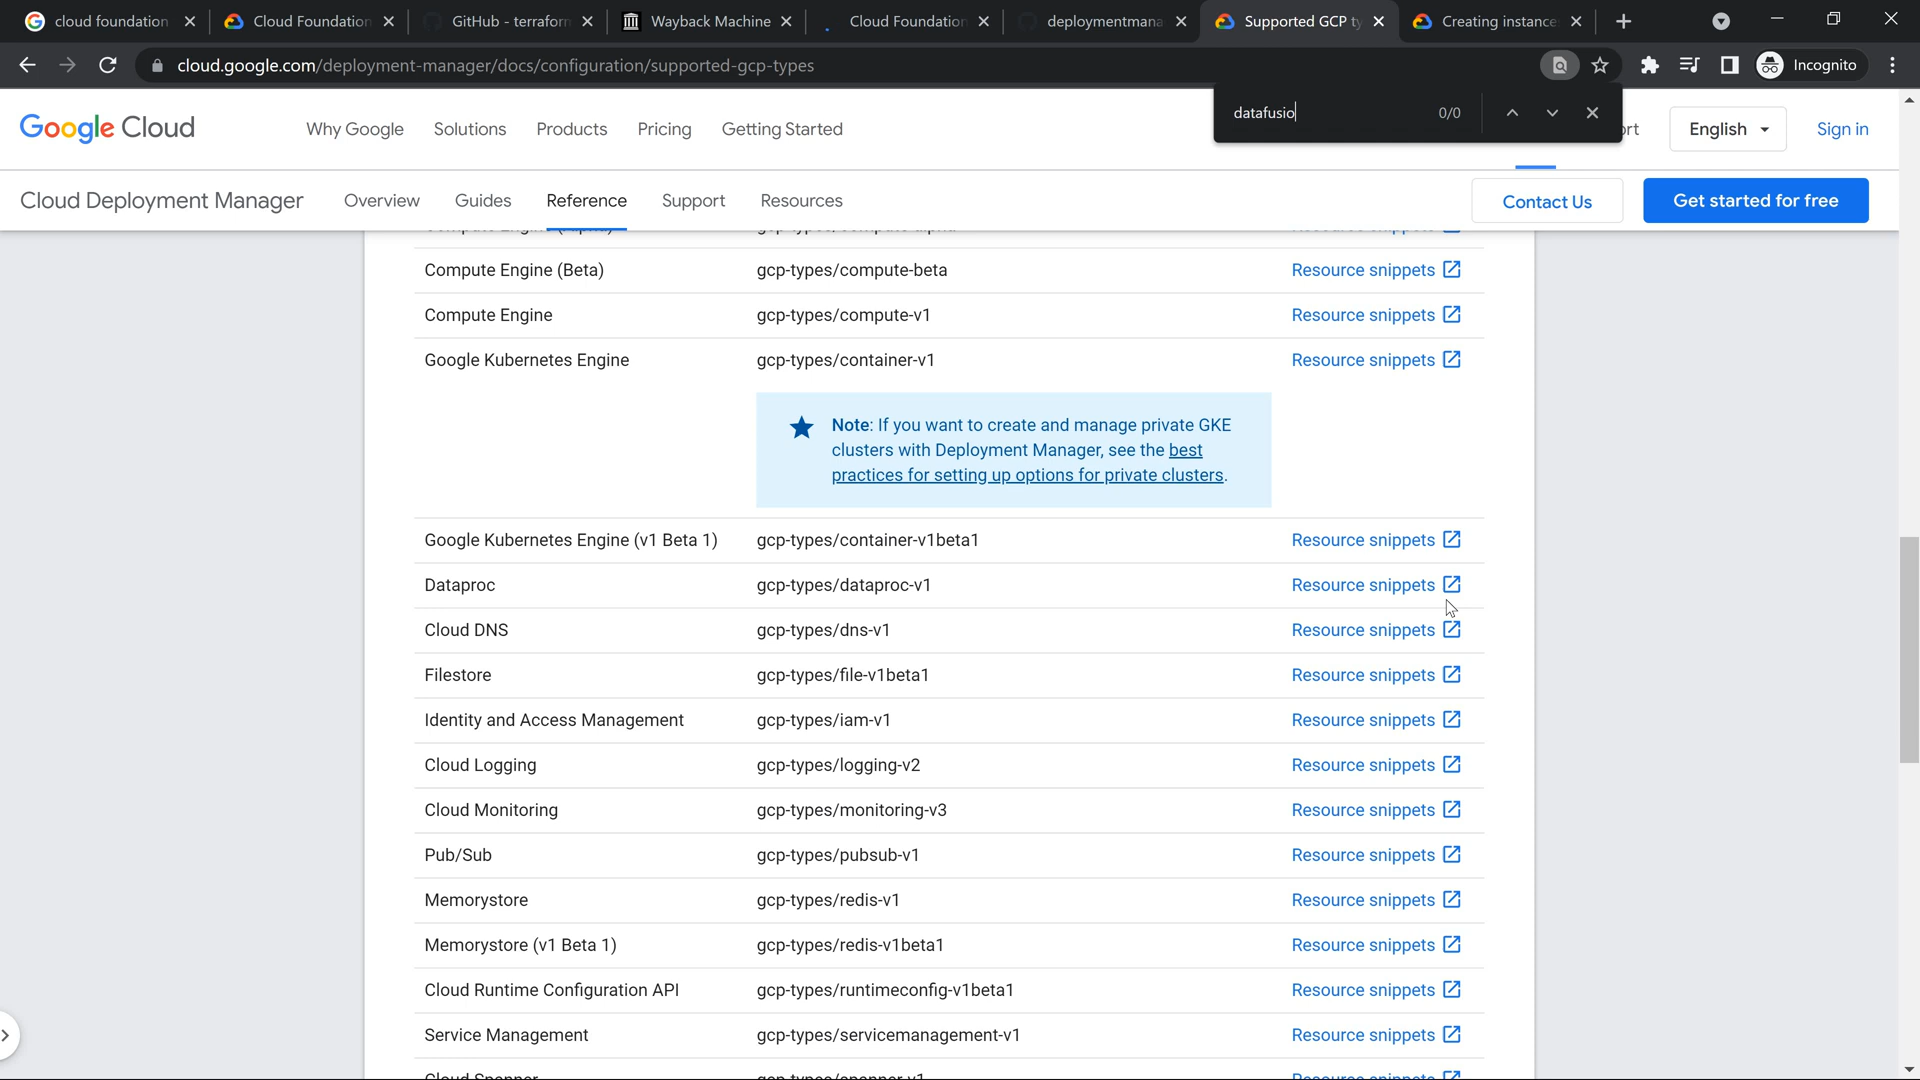 cloud foundation
Cloud Foundation
GitHub - terraform
Wayback Machine
Cloud Foundation
deploymentmana
Supported GCP ty
Creating instance
cloud.google.com/deployment-manager/docs/configuration/supported-gcp-types
Incognito
datafusio
0/0
Google Cloud
Why Google
Solutions
Products
Pricing
Getting Started
English
Sign in
Cloud Deployment Manager
Overview
Guides
Reference
Support
Resources
Contact Us
Get started for free
Compute Engine (Beta)
gcp-types/compute-beta
Resource snippets
Compute Engine
gcp-types/compute-v1
Resource snippets
Google Kubernetes Engine
gcp-types/container-v1
Resource snippets
Note: If you want to create and manage private GKE
clusters with Deployment Manager, see the best
practices for setting up options for private clusters.
Google Kubernetes Engine (v1 Beta 1)
gcp-types/container-v1beta1
Resource snippets
Dataproc
gcp-types/dataproc-v1
Resource snippets
Cloud DNS
gcp-types/dns-v1
Resource snippets
Filestore
gcp-types/file-v1beta1
Resource snippets
Identity and Access Management
gcp-types/iam-v1
Resource snippets
Cloud Logging
gcp-types/logging-v2
Resource snippets
Cloud Monitoring
gcp-types/monitoring-v3
Resource snippets
Pub/Sub
gcp-types/pubsub-v1
Resource snippets
Memorystore
gcp-types/redis-v1
Resource snippets
Memorystore (v1 Beta 1)
gcp-types/redis-v1beta1
Resource snippets
Cloud Runtime Configuration API
gcp-types/runtimeconfig-v1beta1
Resource snippets
Service Management
gcp-types/servicemanagement-v1
Resource snippets
Cloud Spanner
gcp-types/spanner-v1
Resource snippets